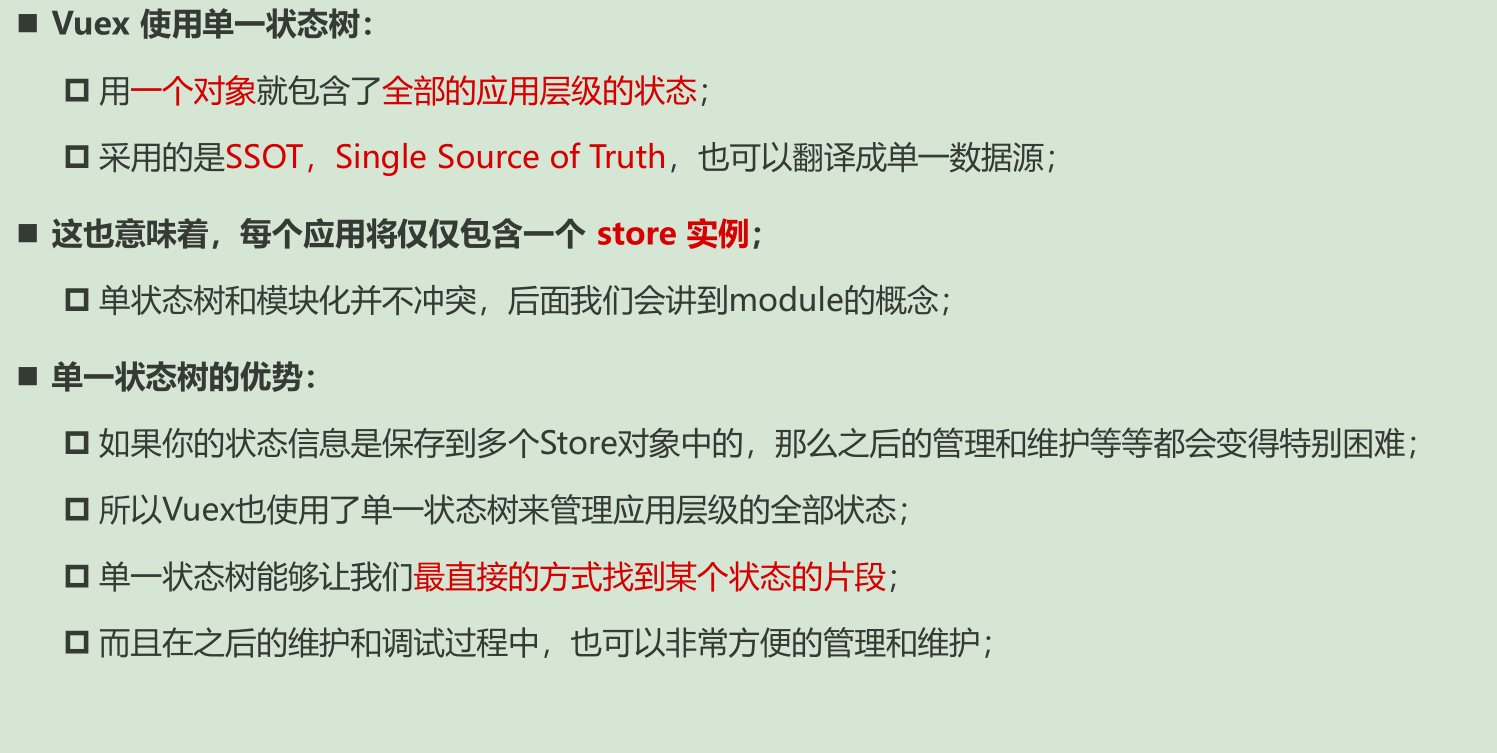 Vuex 使用单一状态树：
用一个对象就包含了全部的应用层级的状态；
采用的是SSOT，Single Source of Truth，也可以翻译成单一数据源；
这也意味着，每个应用将仅仅包含一个 store 实例；
单状态树和模块化并不冲突，后面我们会讲到module的概念；
单一状态树的优势：
如果你的状态信息是保存到多个Store对象中的，那么之后的管理和维护等等都会变得特别困难；
所以Vuex也使用了单一状态树来管理应用层级的全部状态；
单一状态树能够让我们最直接的方式找到某个状态的片段；
而且在之后的维护和调试过程中，也可以非常方便的管理和维护；